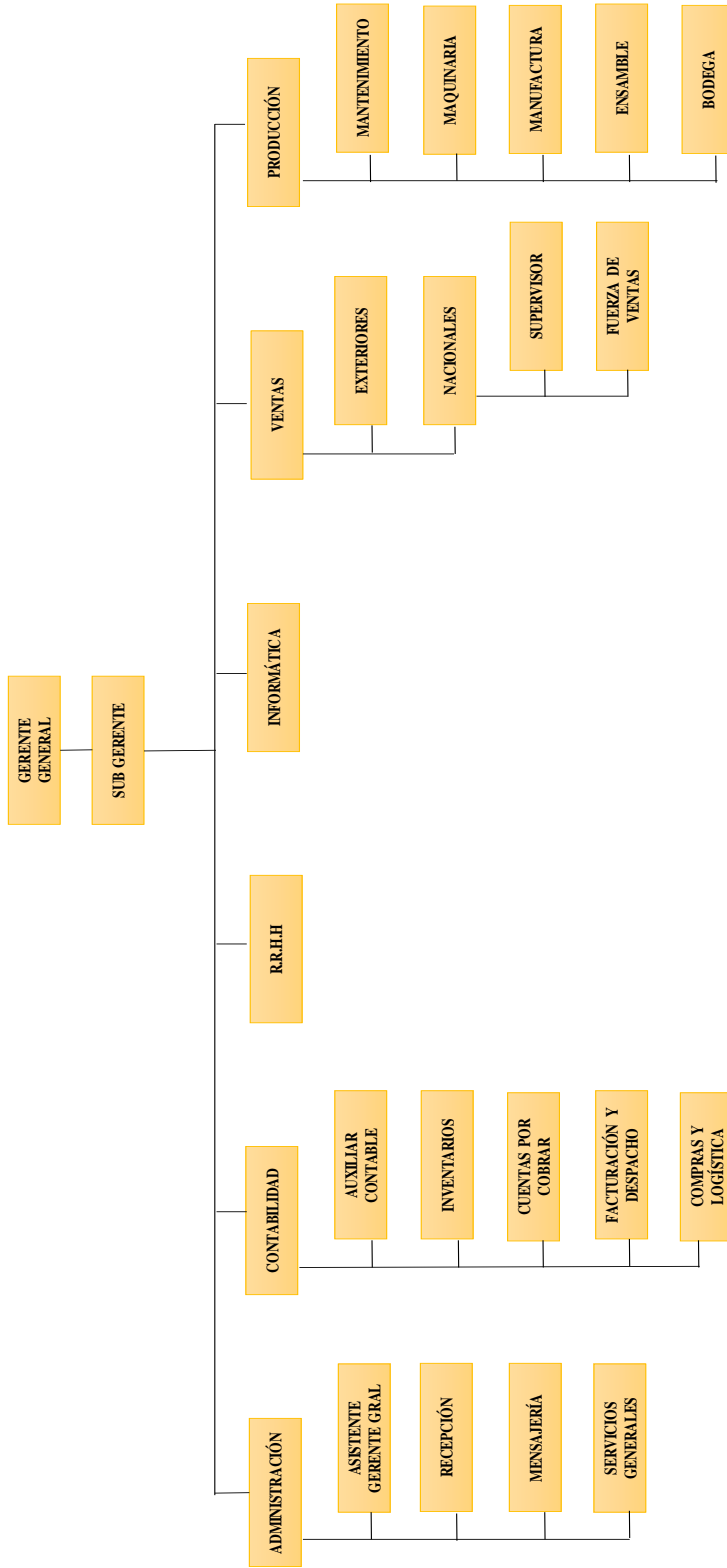 GERENTE
GENERAL
SUB GERENTE
ADMINISTRACIÓN
ASISTENTE
GERENTE GRAL
RECEPCIÓN
MENSAJERÍA
SERVICIOS
GENERALES
CONTABILIDAD
AUXILIAR
CONTABLE
INVENTARIOS
CUENTAS POR
COBRAR
FACTURACIÓN Y
DESPACHO
COMPRAS Y
LOGÍSTICA
R.R.H.H
INFORMÁTICA
VENTAS
EXTERIORES
NACIONALES
SUPERVISOR
FUERZA DE
VENTAS
PRODUCCIÓN
MANTENIMIENTO
MAQUINARIA
MANUFACTURA
ENSAMBLE
BODEGA